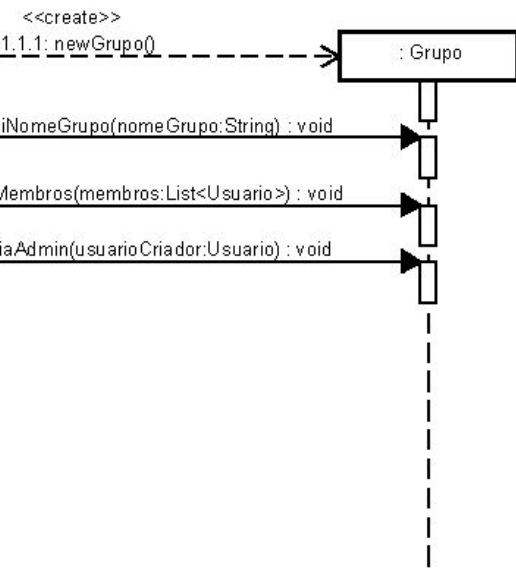 <<create>>
1.1.1: newGrupo()
: Grupo
iNomeGrupo(nomeGrupo:String) : void
Membros(membros:List<Usuario>) : void
iaAdmin(usuarioCriador:Usuario) : void